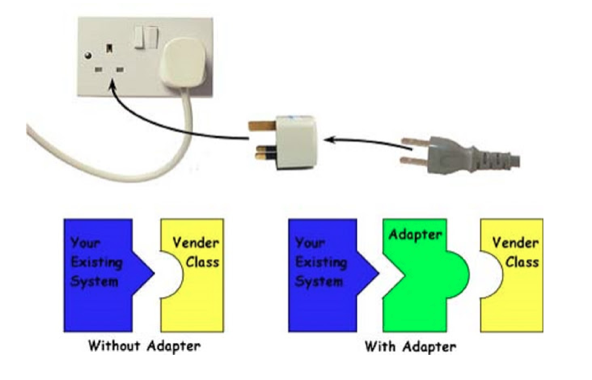 Your
Existing
System
Vender
Class
Without Adapter
Your
Existing
System
Adapter
Vender
Class
With Adapter